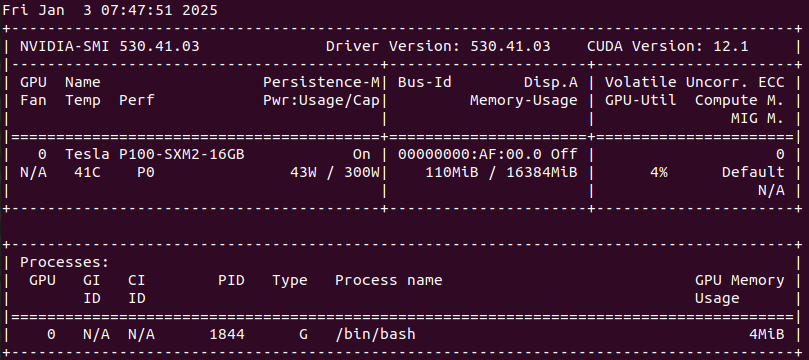 Fri Jan  3 07:47:51 2025
+-----------------------------------------------------------------------------+
| NVIDIA-SMI 530.41.03              Driver Version: 530.41.03    CUDA Version: 12.1     |
|-----------------------------------------+----------------------+----------------------+
| GPU  Name                  Persistence-M| Bus-Id        Disp.A | Volatile Uncorr. ECC |
| Fan  Temp  Perf            Pwr:Usage/Cap|         Memory-Usage | GPU-Util  Compute M. |
|                                         |                      |               MIG M. |
|=========================================+======================+======================|
|   0  Tesla P100-SXM2-16GB            On | 00000000:AF:00.0 Off |                    0 |
| N/A   41C    P0               43W / 300W|    110MiB / 16384MiB |      4%      Default |
|                                         |                      |                  N/A |
+-----------------------------------------+----------------------+----------------------+
+---------------------------------------------------------------------------------------+
| Processes:                                                                            |
|  GPU   GI   CI        PID   Type   Process name                            GPU Memory |
|        ID   ID                                                             Usage      |
|=======================================================================================|
|    0   N/A  N/A      1844      G   /bin/bash                                     4MiB |
+---------------------------------------------------------------------------------------+